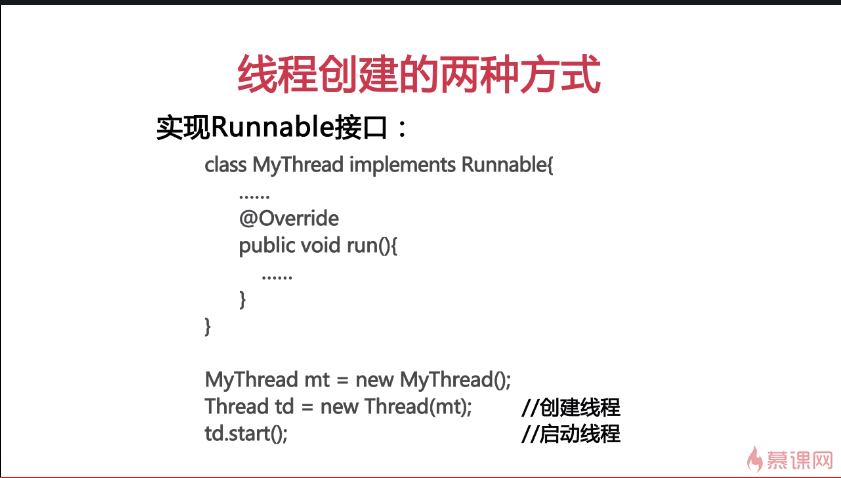 线程创建的两种方式
实现Runnable接口：
class MyThread implements Runnable{
......
@Override
public void run(){
......
}
}
MyThread mt = new MyThread();
Thread td = new Thread(mt); //创建线程
td.start(); //启动线程
慕课网